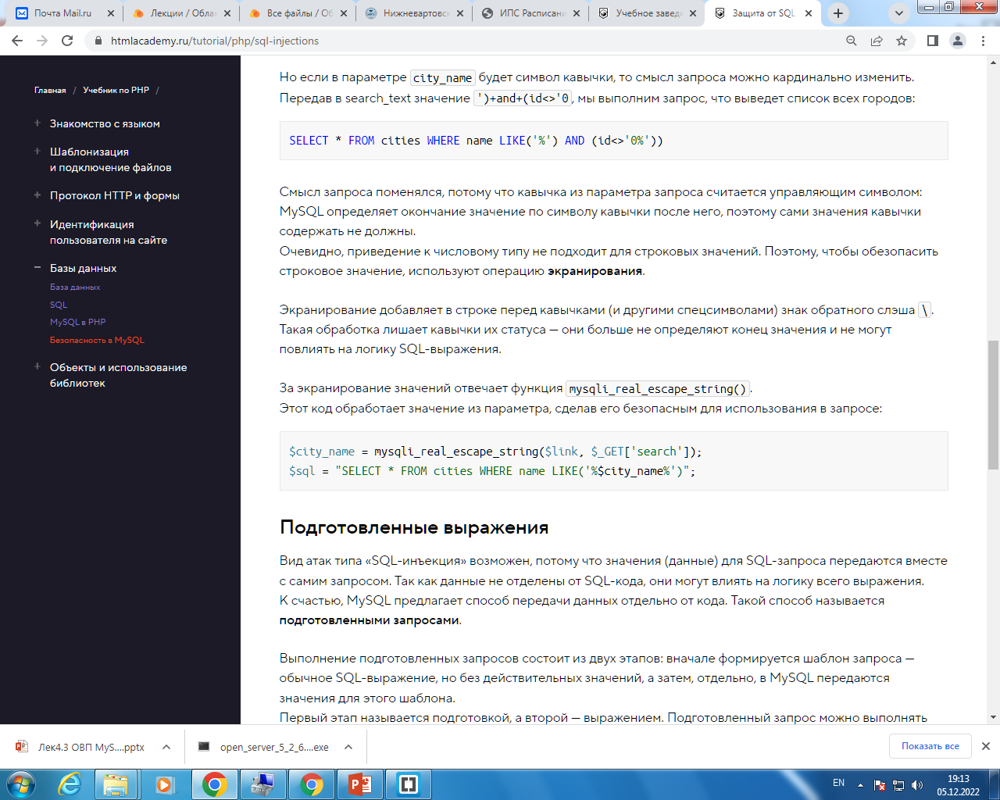 Почта Mail.ru
Лекции / Обла
Все файлы / Об
Нижневартовс
ИПС Расписани
Учебное завед
Защита от SQL
htmlacademy.ru/tutorial/php/sql-injections
Главная / Учебник по PHP /
Знакомство с языком
Шаблонизация
и подключение файлов
Протокол HTTP и формы
Идентификация
пользователя на сайте
Базы данных
База данных
SQL
MySQL в PHP
Безопасность в MySQL
Объекты и использование
библиотек
Но если в параметре city_name будет символ кавычки, то смысл запроса можно кардинально изменить.
Передав в search_text значение ')+and+(id<>'0, мы выполним запрос, что выведет список всех городов:
SELECT * FROM cities WHERE name LIKE('%') AND (id<>'0%'))
Смысл запроса поменялся, потому что кавычка из параметра запроса считается управляющим символом:
MySQL определяет окончание значение по символу кавычки после него, поэтому сами значения кавычки
содержать не должны.
Очевидно, приведение к числовому типу не подходит для строковых значений. Поэтому, чтобы обезопасить
строковое значение, используют операцию экранирования.
Экранирование добавляет в строке перед кавычками (и другими спецсимволами) знак обратного слэша \.
Такая обработка лишает кавычки их статуса — они больше не определяют конец значения и не могут
повлиять на логику SQL-выражения.
За экранирование значений отвечает функция mysqli_real_escape_string().
Этот код обработает значение из параметра, сделав его безопасным для использования в запросе:
$city_name = mysqli_real_escape_string($link, $_GET['search']);
$sql = "SELECT * FROM cities WHERE name LIKE('%$city_name%')";
Подготовленные выражения
Вид атак типа «SQL-инъекция» возможен, потому что значения (данные) для SQL-запроса передаются вместе
с самим запросом. Так как данные не отделены от SQL-кода, они могут влиять на логику всего выражения.
К счастью, MySQL предлагает способ передачи данных отдельно от кода. Такой способ называется
подготовленными запросами.
Выполнение подготовленных запросов состоит из двух этапов: вначале формируется шаблон запроса —
обычное SQL-выражение, но без действительных значений, а затем, отдельно, в MySQL передаются
значения для этого шаблона.
Первый этап называется подготовкой, а второй — выражением. Подготовленный запрос можно выполнять
Лек4.3 ОВП MyS....pptx
open_server_5_2_6....exe
Показать все
EN
19:13
05.12.2022